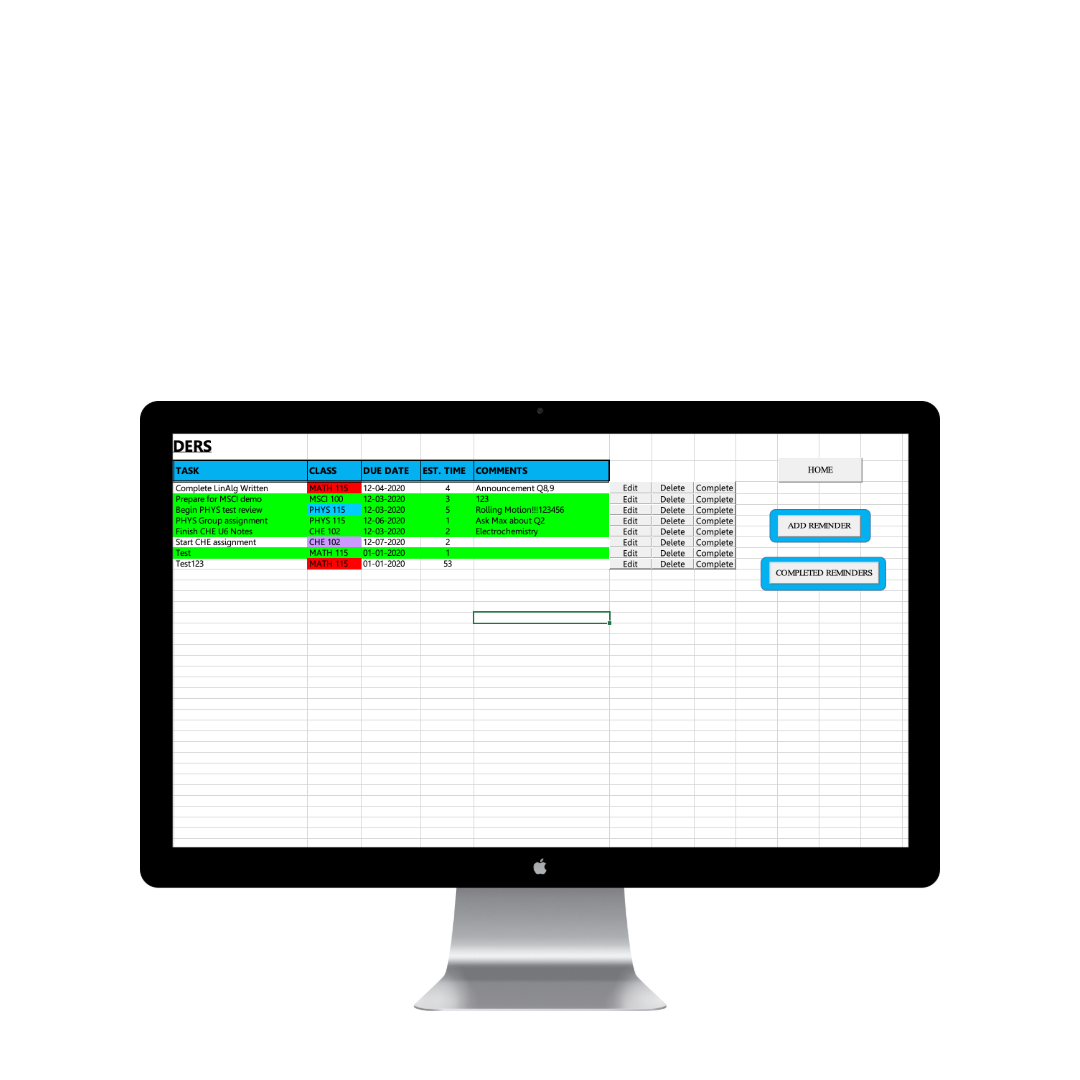 DERS
TASK CLASS DUE DATE EST. TIME COMMENTS
HOME
Complete LinAlg Written MATH 115 12-04-2020 4 Announcement Q8,9 Edit Delete Complete
Prepare for MSCI demo MSCI 100 12-03-2020 3 123 Edit Delete Complete
Begin PHYS test review PHYS 115 12-03-2020 5 Rolling Motion!!!123456 Edit Delete Complete
PHYS Group assignment PHYS 115 12-06-2020 1 Ask Max about Q2 Edit Delete Complete
Finish CHE U6 Notes CHE 102 12-03-2020 2 Electrochemistry Edit Delete Complete
Start CHE assignment CHE 102 12-07-2020 2 Edit Delete Complete
Test MATH 115 01-01-2020 1 Edit Delete Complete
Test123 MATH 115 01-01-2020 53 Edit Delete Complete
ADD REMINDER
COMPLETED REMINDERS